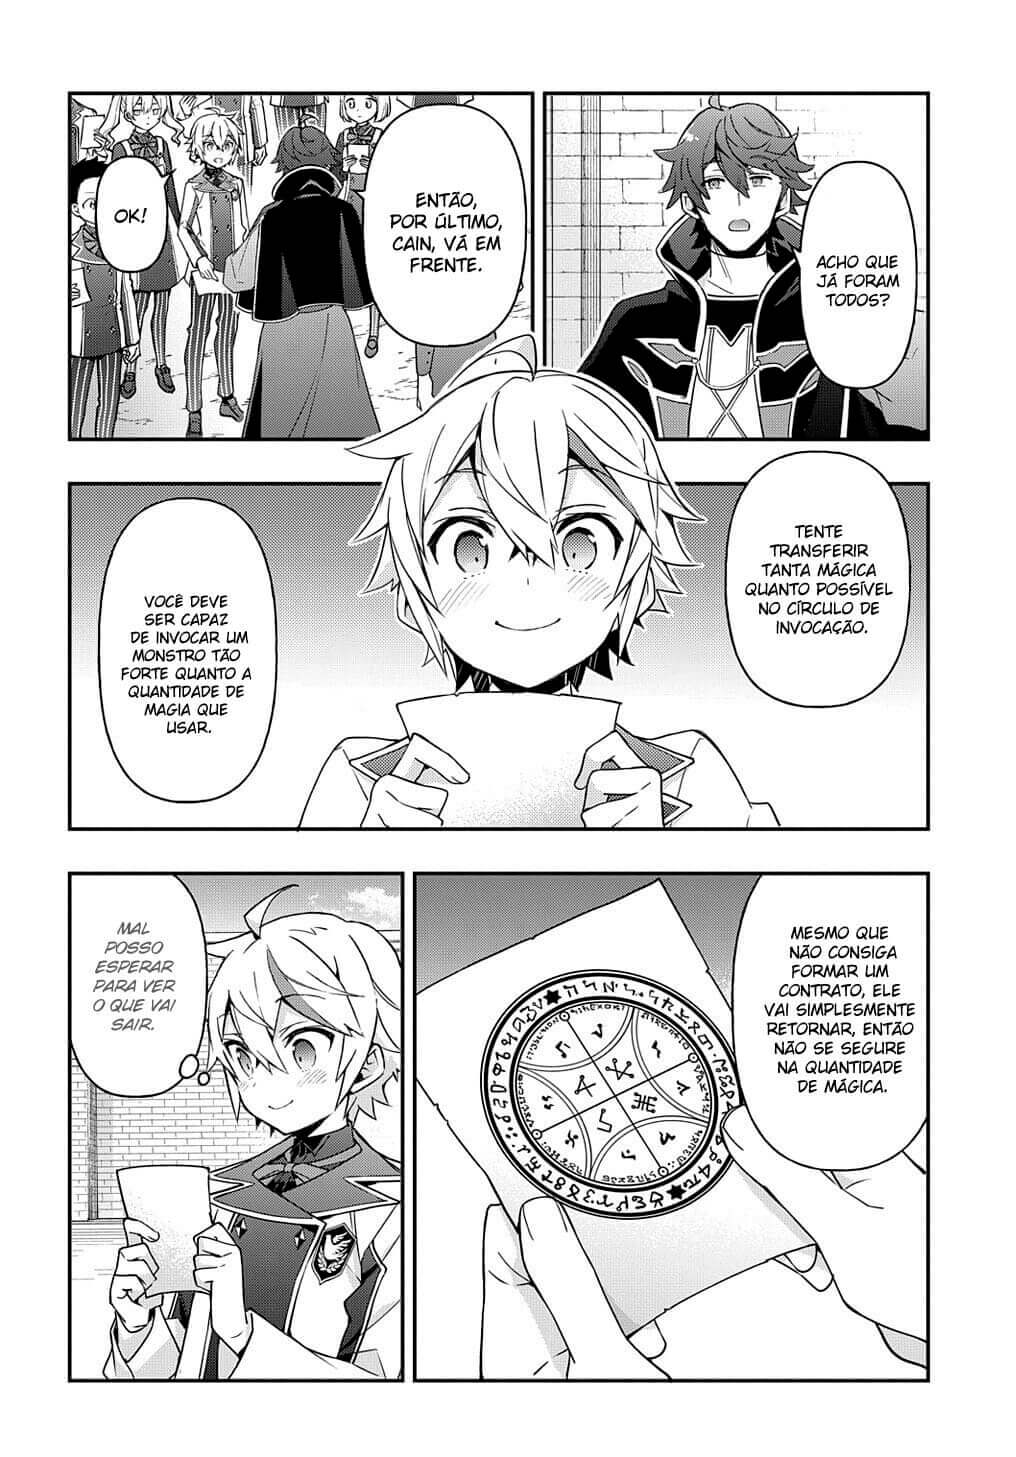 ACHO QUE
JÁ FORAM
TODOS?
ENTÃO,
POR ÚLTIMO,
CAIN, VÁ EM
FRENTE.
OK!
TENTE
TRANSFERIR
TANTA MÁGICA
QUANTO POSSÍVEL
NO CÍRCULO DE
INVOCAÇÃO.
VOCÊ DEVE
SER CAPAZ
DE INVOCAR UM
MONSTRO TÃO
FORTE QUANTO A
QUANTIDADE DE
MAGIA QUE
USAR.
MESMO QUE
NÃO CONSIGA
FORMAR UM
CONTRATO, ELE
VAI SIMPLESMENTE
RETORNAR, ENTÃO
NÃO SE SEGURE
NA QUANTIDADE
DE MÁGICA.
MAL
POSSO
ESPERAR
PARA VER
O QUE VAI
SAIR.